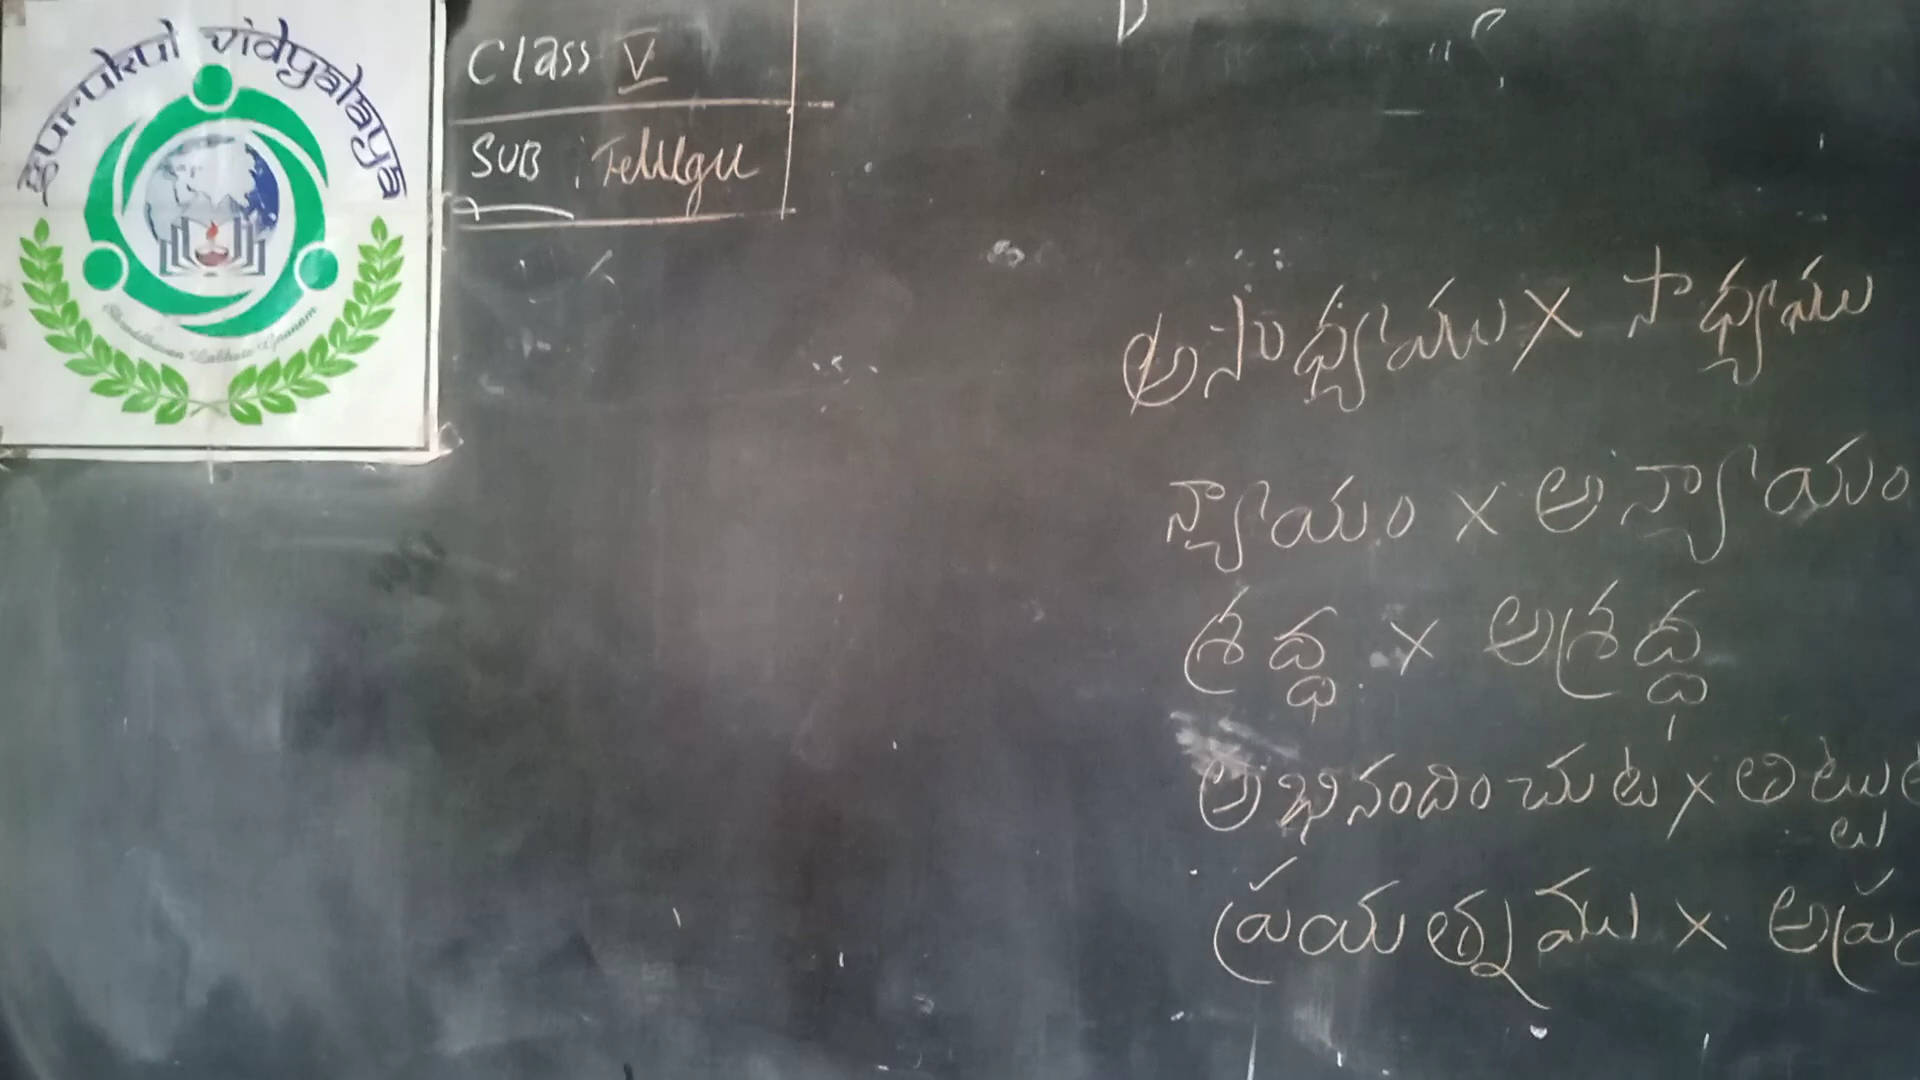 gurukul vidyalaya
Class V
SUB : Telugu
అసాధ్యము × సాధ్యము
న్యాయం × అన్యాయం
శ్రద్ధ × అశ్రద్ధ
అభినందించుట × తిట్టుట
ప్రయత్నము × అప్ర